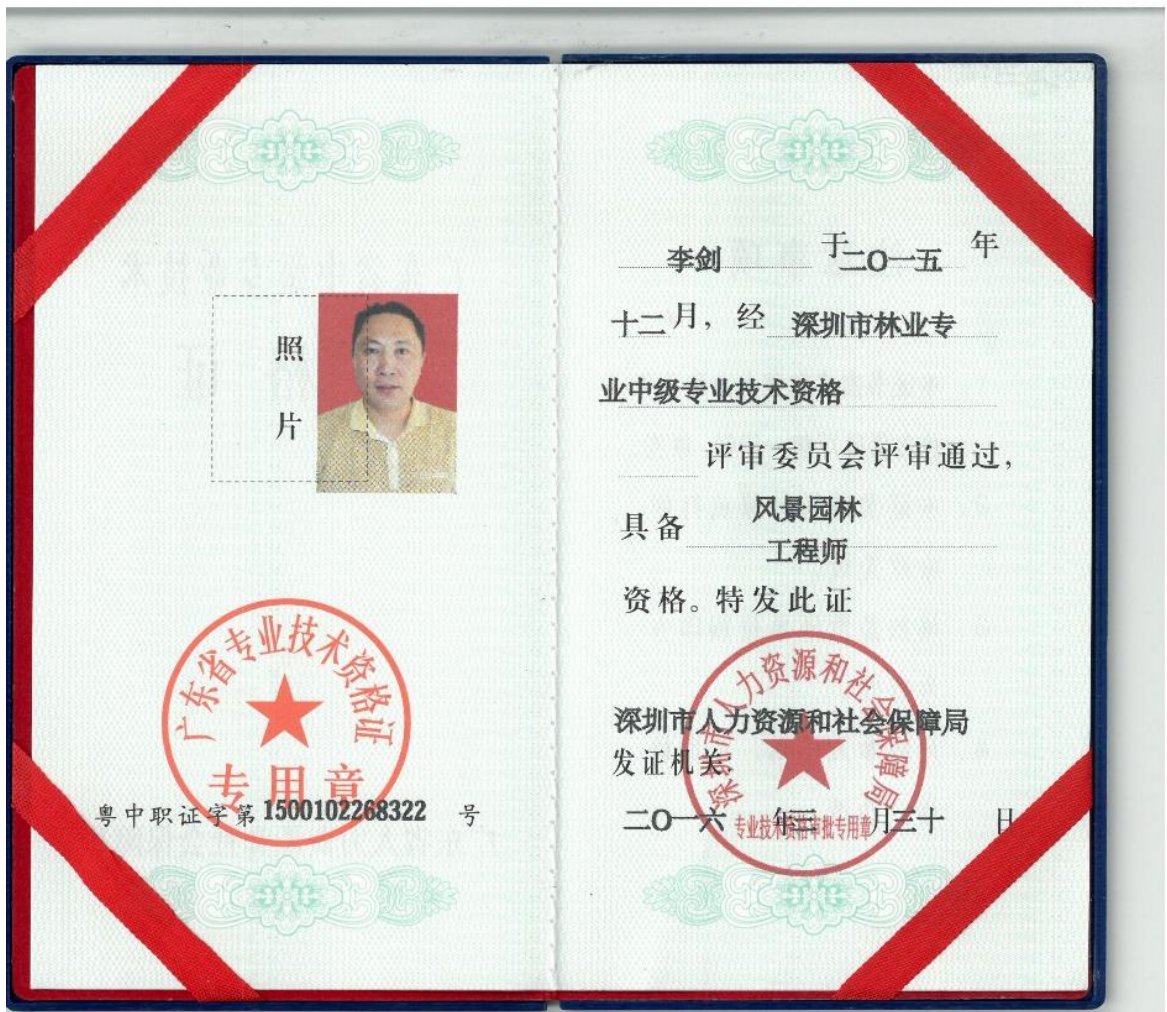 照
片
广东省专业技术资格证
专用章
粤中职证字第1500102268322 号
李剑 于二O一五 年
十二月，经 深圳市林业专
业中级专业技术资格
评审委员会评审通过，
具备 风景园林
工程师
资格。特发此证
深圳市人力资源和社会保障局
深圳市人力资源和社会保障局
发证机关
专业技术资格审批专用章
二O一六 年三 月三十 日